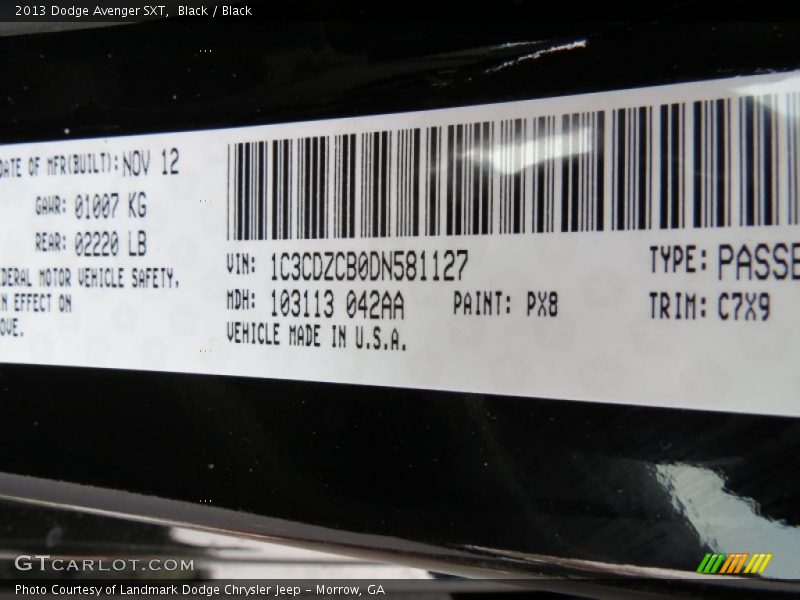 2013 Dodge Avenger SXT, Black / Black
DATE OF MFR(BUILT): NOV 12
GAWR: 01007 KG
REAR: 02220 LB
EDERAL MOTOR VEHICLE SAFETY,
N EFFECT ON
OVE.
VIN: 1C3CDZCB0DN581127
TYPE: PASSE
MDH: 103113 042AA PAINT: PX8 TRIM: C7X9
VEHICLE MADE IN U.S.A.
GTCARLOT.COM
Photo Courtesy of Landmark Dodge Chrysler Jeep – Morrow, GA